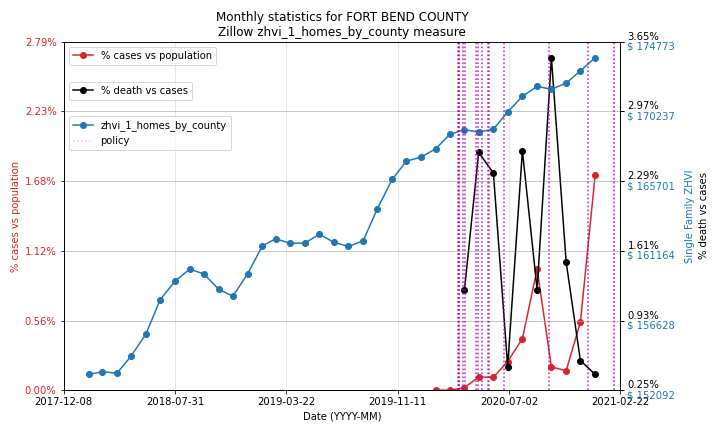 Monthly statistics for FORT BEND COUNTY
Zillow zhvi_1_homes_by_county measure
2.79%
2.23%
1.68%
1.12%
0.56%
0.00%
% cases vs population
% cases vs population
% death vs cases
zhvi_1_homes_by_county
policy
3.65%
$ 174773
2.97%
$ 170237
2.29%
$ 165701
1.61%
$ 161164
0.93%
$ 156628
0.25%
$ 152092
Single Family ZHVI
% death vs cases
2017-12-08
2018-07-31
2019-03-22
2019-11-11
2020-07-02
2021-02-22
Date (YYYY-MM)